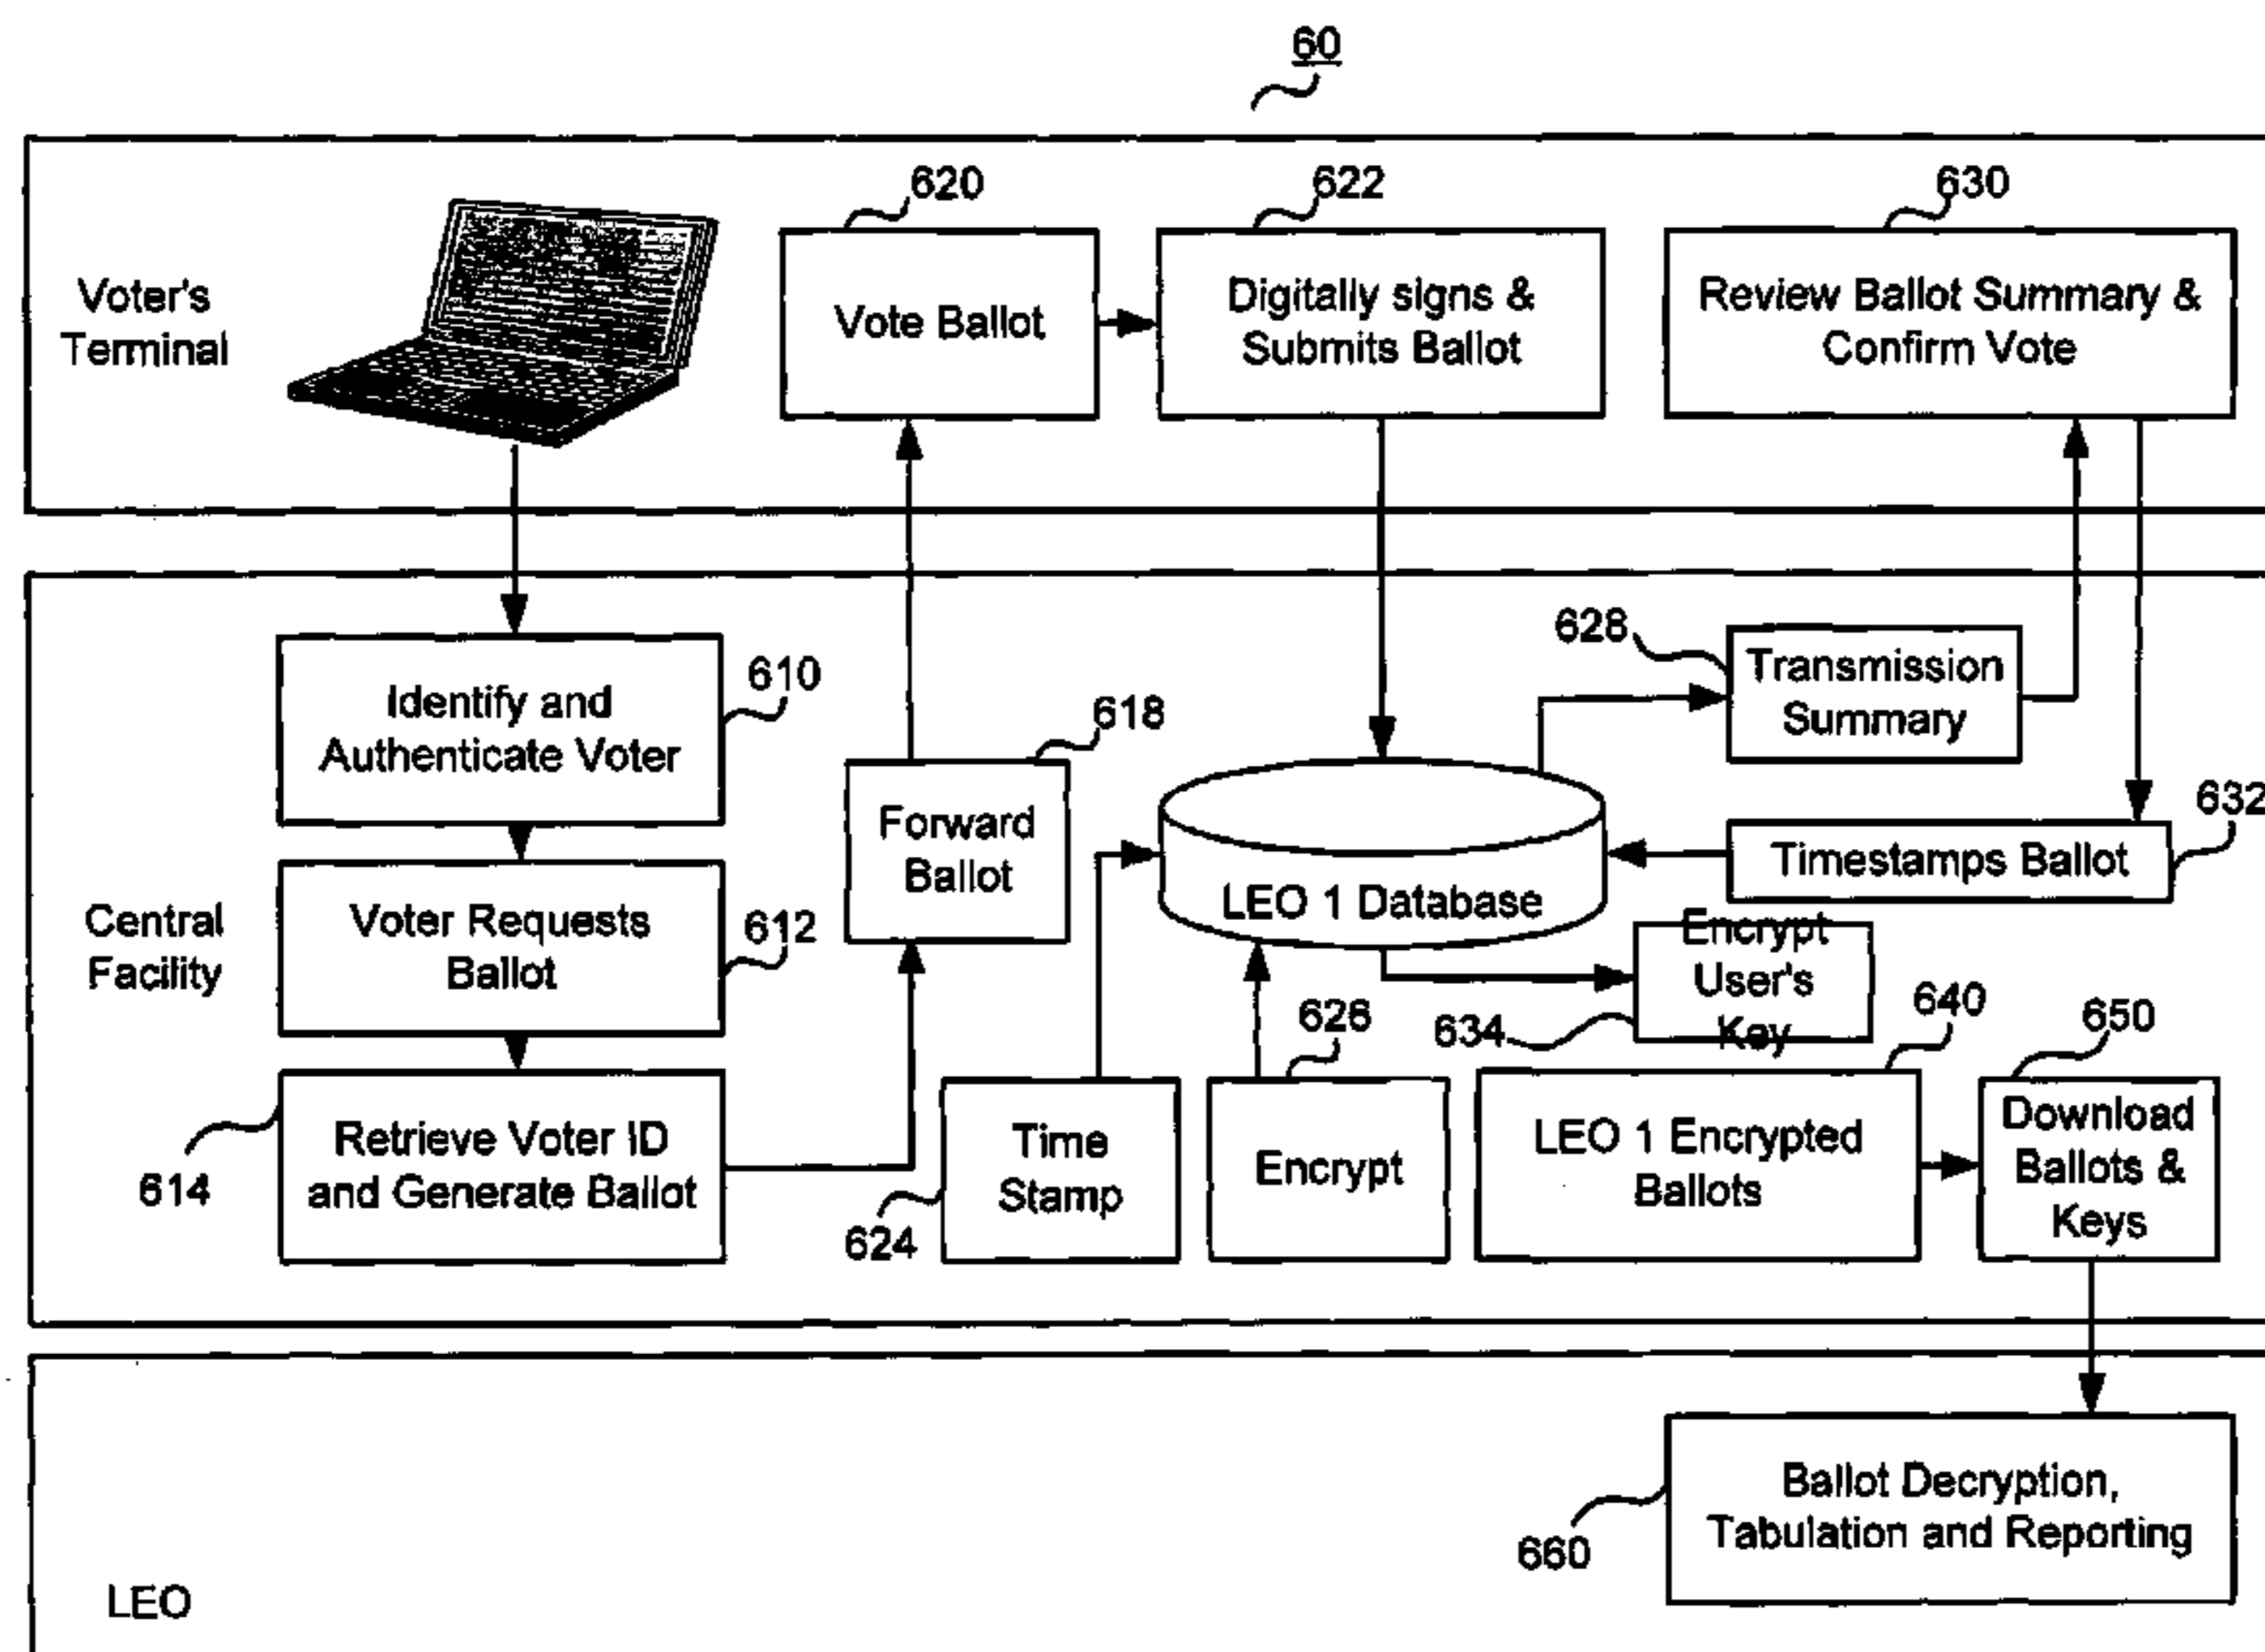 60
620
622
630
Voter's
Terminal
Vote Ballot
Digitally signs &
Submits Ballot
Review Ballot Summary &
Confirm Vote
628
Transmission
Summary
Identify and
Authenticate Voter
610
618
Forward
Ballot
632
Timestamps Ballot
LEO 1 Database
Central
Facility
Voter Requests
Ballot
612
Encrypt
User's
Key
634
626
640
650
614
Retrieve Voter ID
and Generate Ballot
624
Time
Stamp
Encrypt
LEO 1 Encrypted
Ballots
Download
Ballots &
Keys
660
Ballot Decryption,
Tabulation and Reporting
LEO